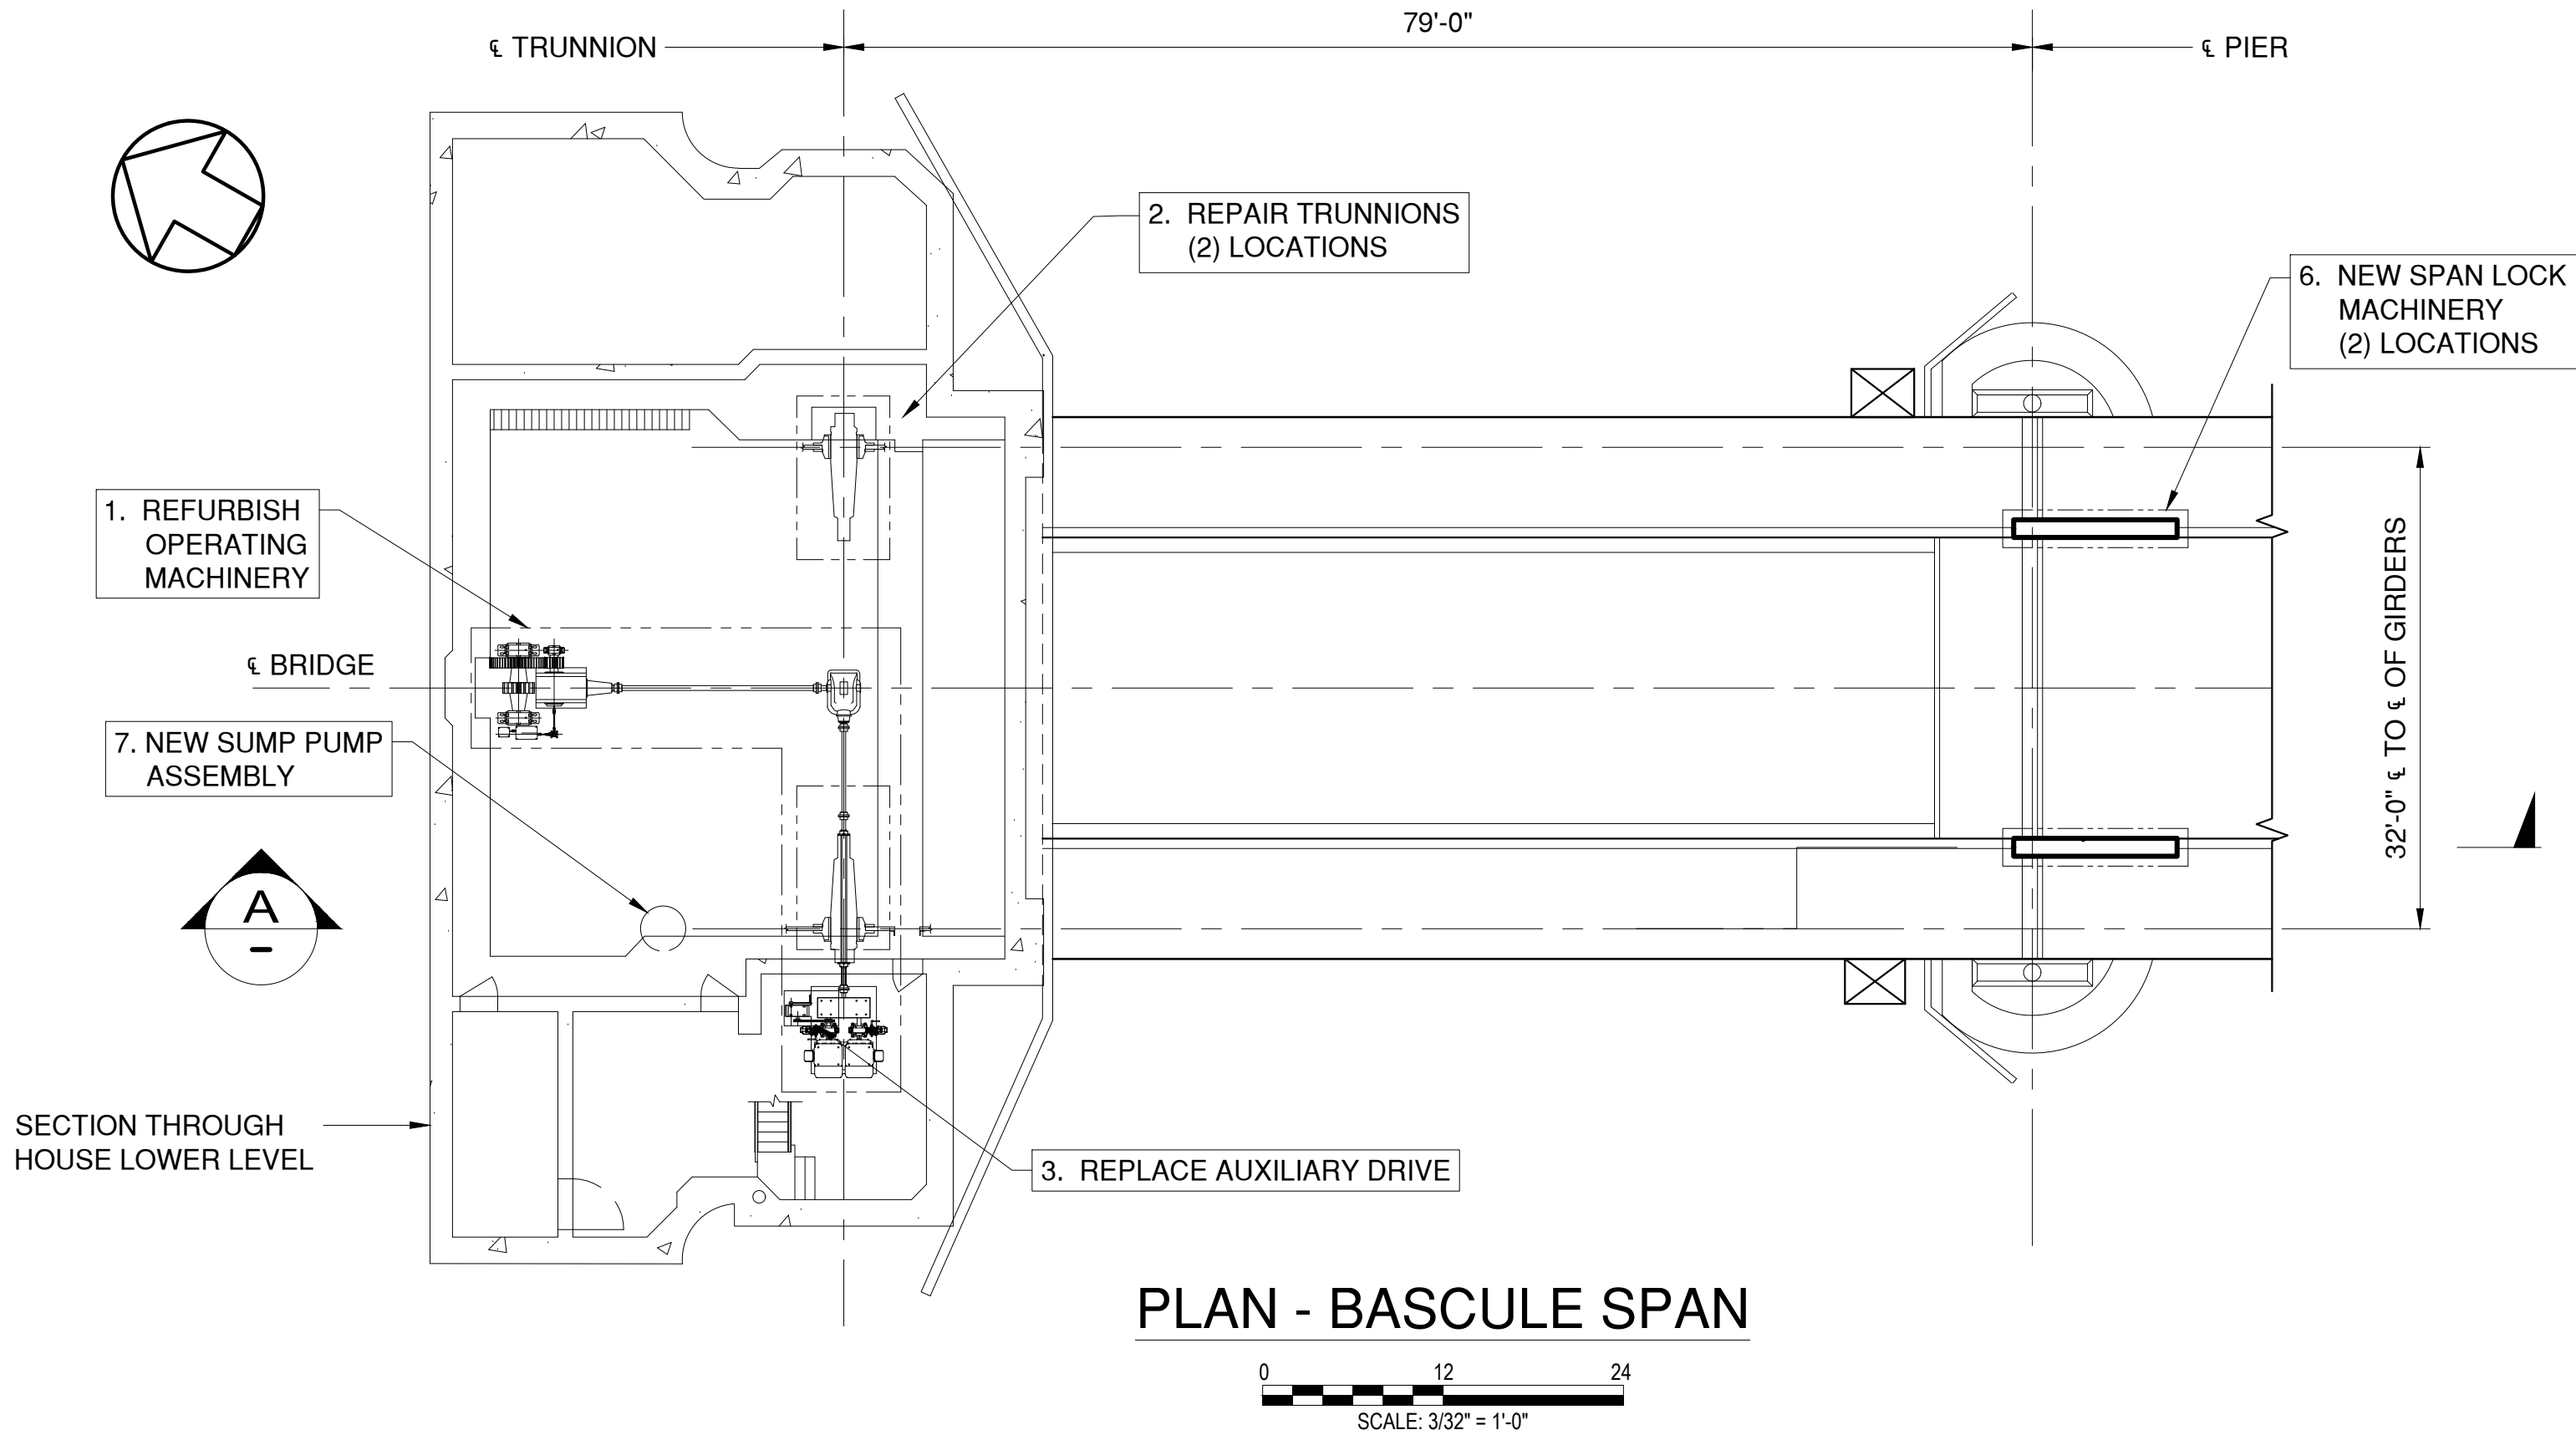 79'-0"
℄ TRUNNION
℄ PIER
2. REPAIR TRUNNIONS
(2) LOCATIONS
6. NEW SPAN LOCK
MACHINERY
(2) LOCATIONS
1. REFURBISH
OPERATING
MACHINERY
℄ BRIDGE
7. NEW SUMP PUMP
ASSEMBLY
32'-0" ℄ TO ℄ OF GIRDERS
A
-
SECTION THROUGH
HOUSE LOWER LEVEL
3. REPLACE AUXILIARY DRIVE
PLAN - BASCULE SPAN
0 12 24
SCALE: 3/32" = 1'-0"